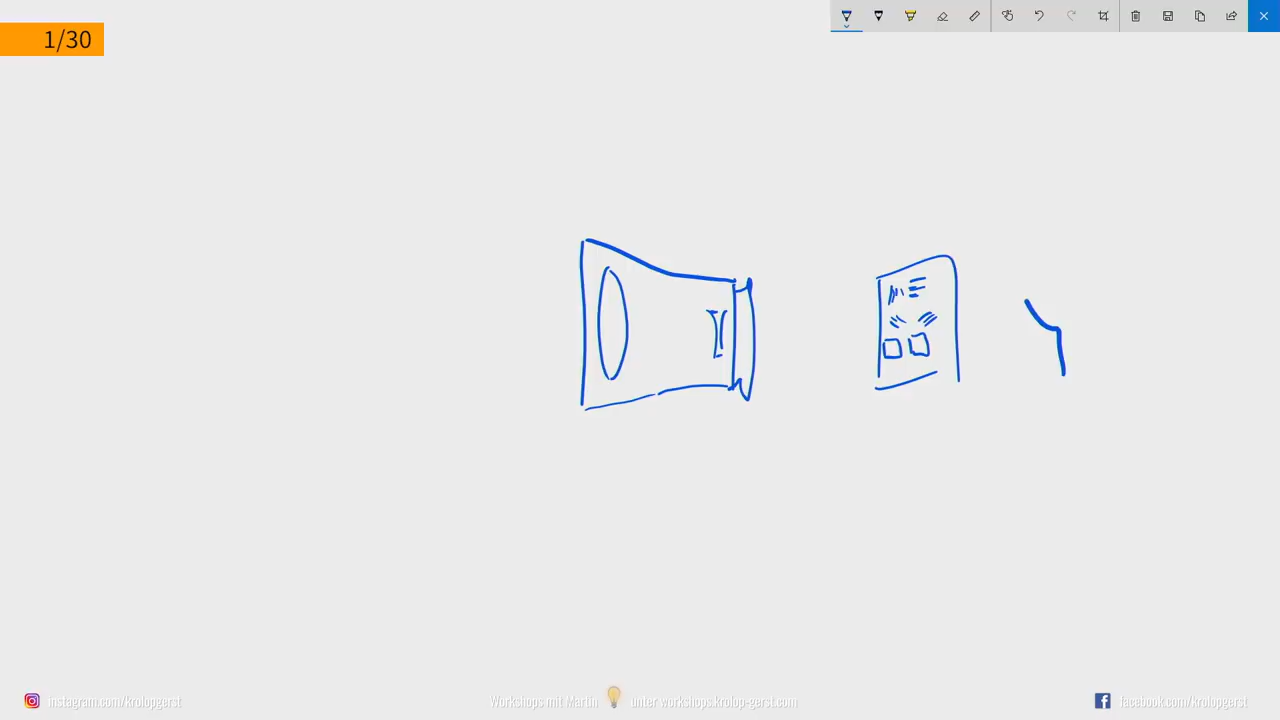 1/30
instagram.com/krolopgerst
Workshops mit Martin unter workshops.krolop-gerst.com
facebook.com/krolopgerst